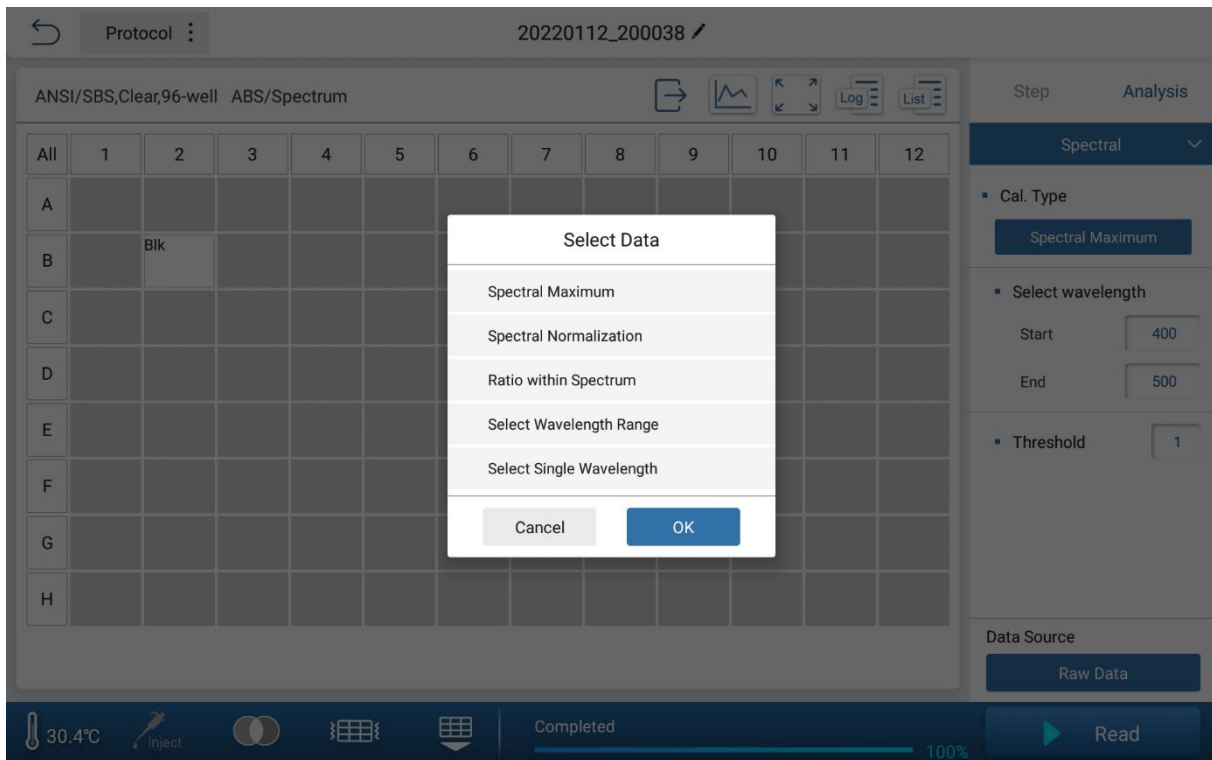 Protocol
20220112_200038
ANSI/SBS,Clear,96-well ABS/Spectrum
Log
List
Step Analysis
All 1 2 3 4 5 6 7 8 9 10 11 12
A
B Blk
C
D
E
F
G
H
Select Data
Spectral Maximum
Spectral Normalization
Ratio within Spectrum
Select Wavelength Range
Select Single Wavelength
Cancel OK
Spectral
Cal. Type
Spectral Maximum
Select wavelength
Start 400
End 500
Threshold 1
Data Source
Raw Data
30.4℃ Inject Completed 100% Read